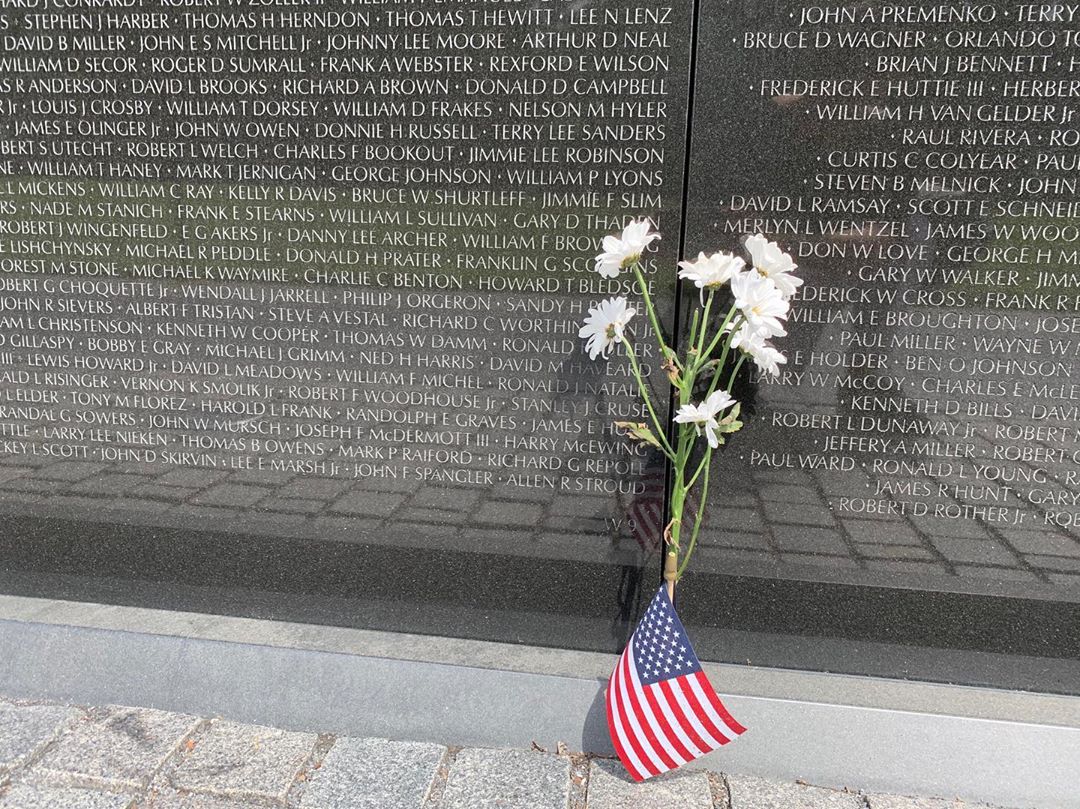 WILLIAM
S · STEPHEN J HARBER · THOMAS H HERNDON · THOMAS T HEWITT · LEE N LENZ
· DAVID B MILLER · JOHN E S MITCHELL Jr · JOHNNY LEE MOORE · ARTHUR D NEAL
WILLIAM D SECOR · ROGER D SUMRALL · FRANK A WEBSTER · REXFORD E WILSON
R ANDERSON · DAVID L BROOKS · RICHARD A BROWN · DONALD D CAMPBELL
Jr · LOUIS J CROSBY · WILLIAM T DORSEY · WILLIAM D FRAKES · NELSON M HYLER
· JAMES E OLINGER Jr · JOHN W OWEN · DONNIE H RUSSELL · TERRY LEE SANDERS
S UTECHT · ROBERT L WELCH · CHARLES F BOOKOUT · JIMMIE LEE ROBINSON
· WILLIAM T HANEY · MARK T JERNIGAN · GEORGE JOHNSON · WILLIAM P LYONS
L MICKENS · WILLIAM C RAY · KELLY R DAVIS · BRUCE W SHURTLEFF · JIMMIE F SLIM
· NADE M STANICH · FRANK E STEARNS · WILLIAM L SULLIVAN · GARY D
ROBERT J WINGENFELD · E G AKERS Jr · DANNY LEE ARCHER · WILLIAM F
E LISHCHYNSKY · MICHAEL R PEDDLE · DONALD H PRATER · FRANKLIN G
M STONE · MICHAEL K WAYMIRE · CHARLIE C BENTON · HOWARD T BLEDSOE
G CHOQUETTE Jr · WENDALL J JARRELL · PHILIP J ORGERON · SANDY
JOHN R SIEVERS · ALBERT F TRISTAN · STEVE A VESTAL · RICHARD C
L CHRISTENSON · KENNETH W COOPER · THOMAS W DAMM · RONALD
GILLASPY · BOBBY E GRAY · MICHAEL J GRIMM · NED H HARRIS · DAVID M
III · LEWIS HOWARD Jr · DAVID L MEADOWS · WILLIAM F MICHEL · RONALD J
L RISINGER · VERNON K SMOLIK Jr · ROBERT F WOODHOUSE Jr · STANLEY J CRUSE
L ELDER · TONY M FLOREZ · HAROLD L FRANK · RANDOLPH E GRAVES · JAMES E
RANDAL G SOWERS · JOHN W MURSCH · JOSEPH F McDERMOTT III · HARRY McEWING
· LARRY LEE NIEKEN · THOMAS B OWENS · MARK P RAIFORD · RICHARD G REPOLE
L SCOTT · JOHN D SKIRVIN · LEE E MARSH Jr · JOHN F SPANGLER · ALLEN R STROUD
W 9
· JOHN A PREMENKO · TERRY
· BRUCE D WAGNER · ORLANDO
· BRIAN J BENNETT ·
· FREDERICK E HUTTIE III · HERBER
· WILLIAM H VAN GELDER Jr
· RAUL RIVERA ·
· CURTIS C COLYEAR · PAUL
· STEVEN B MELNICK · JOHN
· DAVID L RAMSAY · SCOTT E
MERLYN L WENTZEL · JAMES W
DON W LOVE · GEORGE H
· GARY W WALKER ·
W CROSS · FRANK R
E BROUGHTON ·
· PAUL MILLER · WAYNE
E HOLDER · BEN O JOHNSON
W McCOY · CHARLES E
· KENNETH D BILLS ·
· ROBERT L DUNAWAY Jr · ROBERT
· JEFFERY A MILLER · ROBERT
· PAUL WARD · RONALD L YOUNG ·
· JAMES R HUNT · GARY
· ROBERT D ROTHER Jr ·